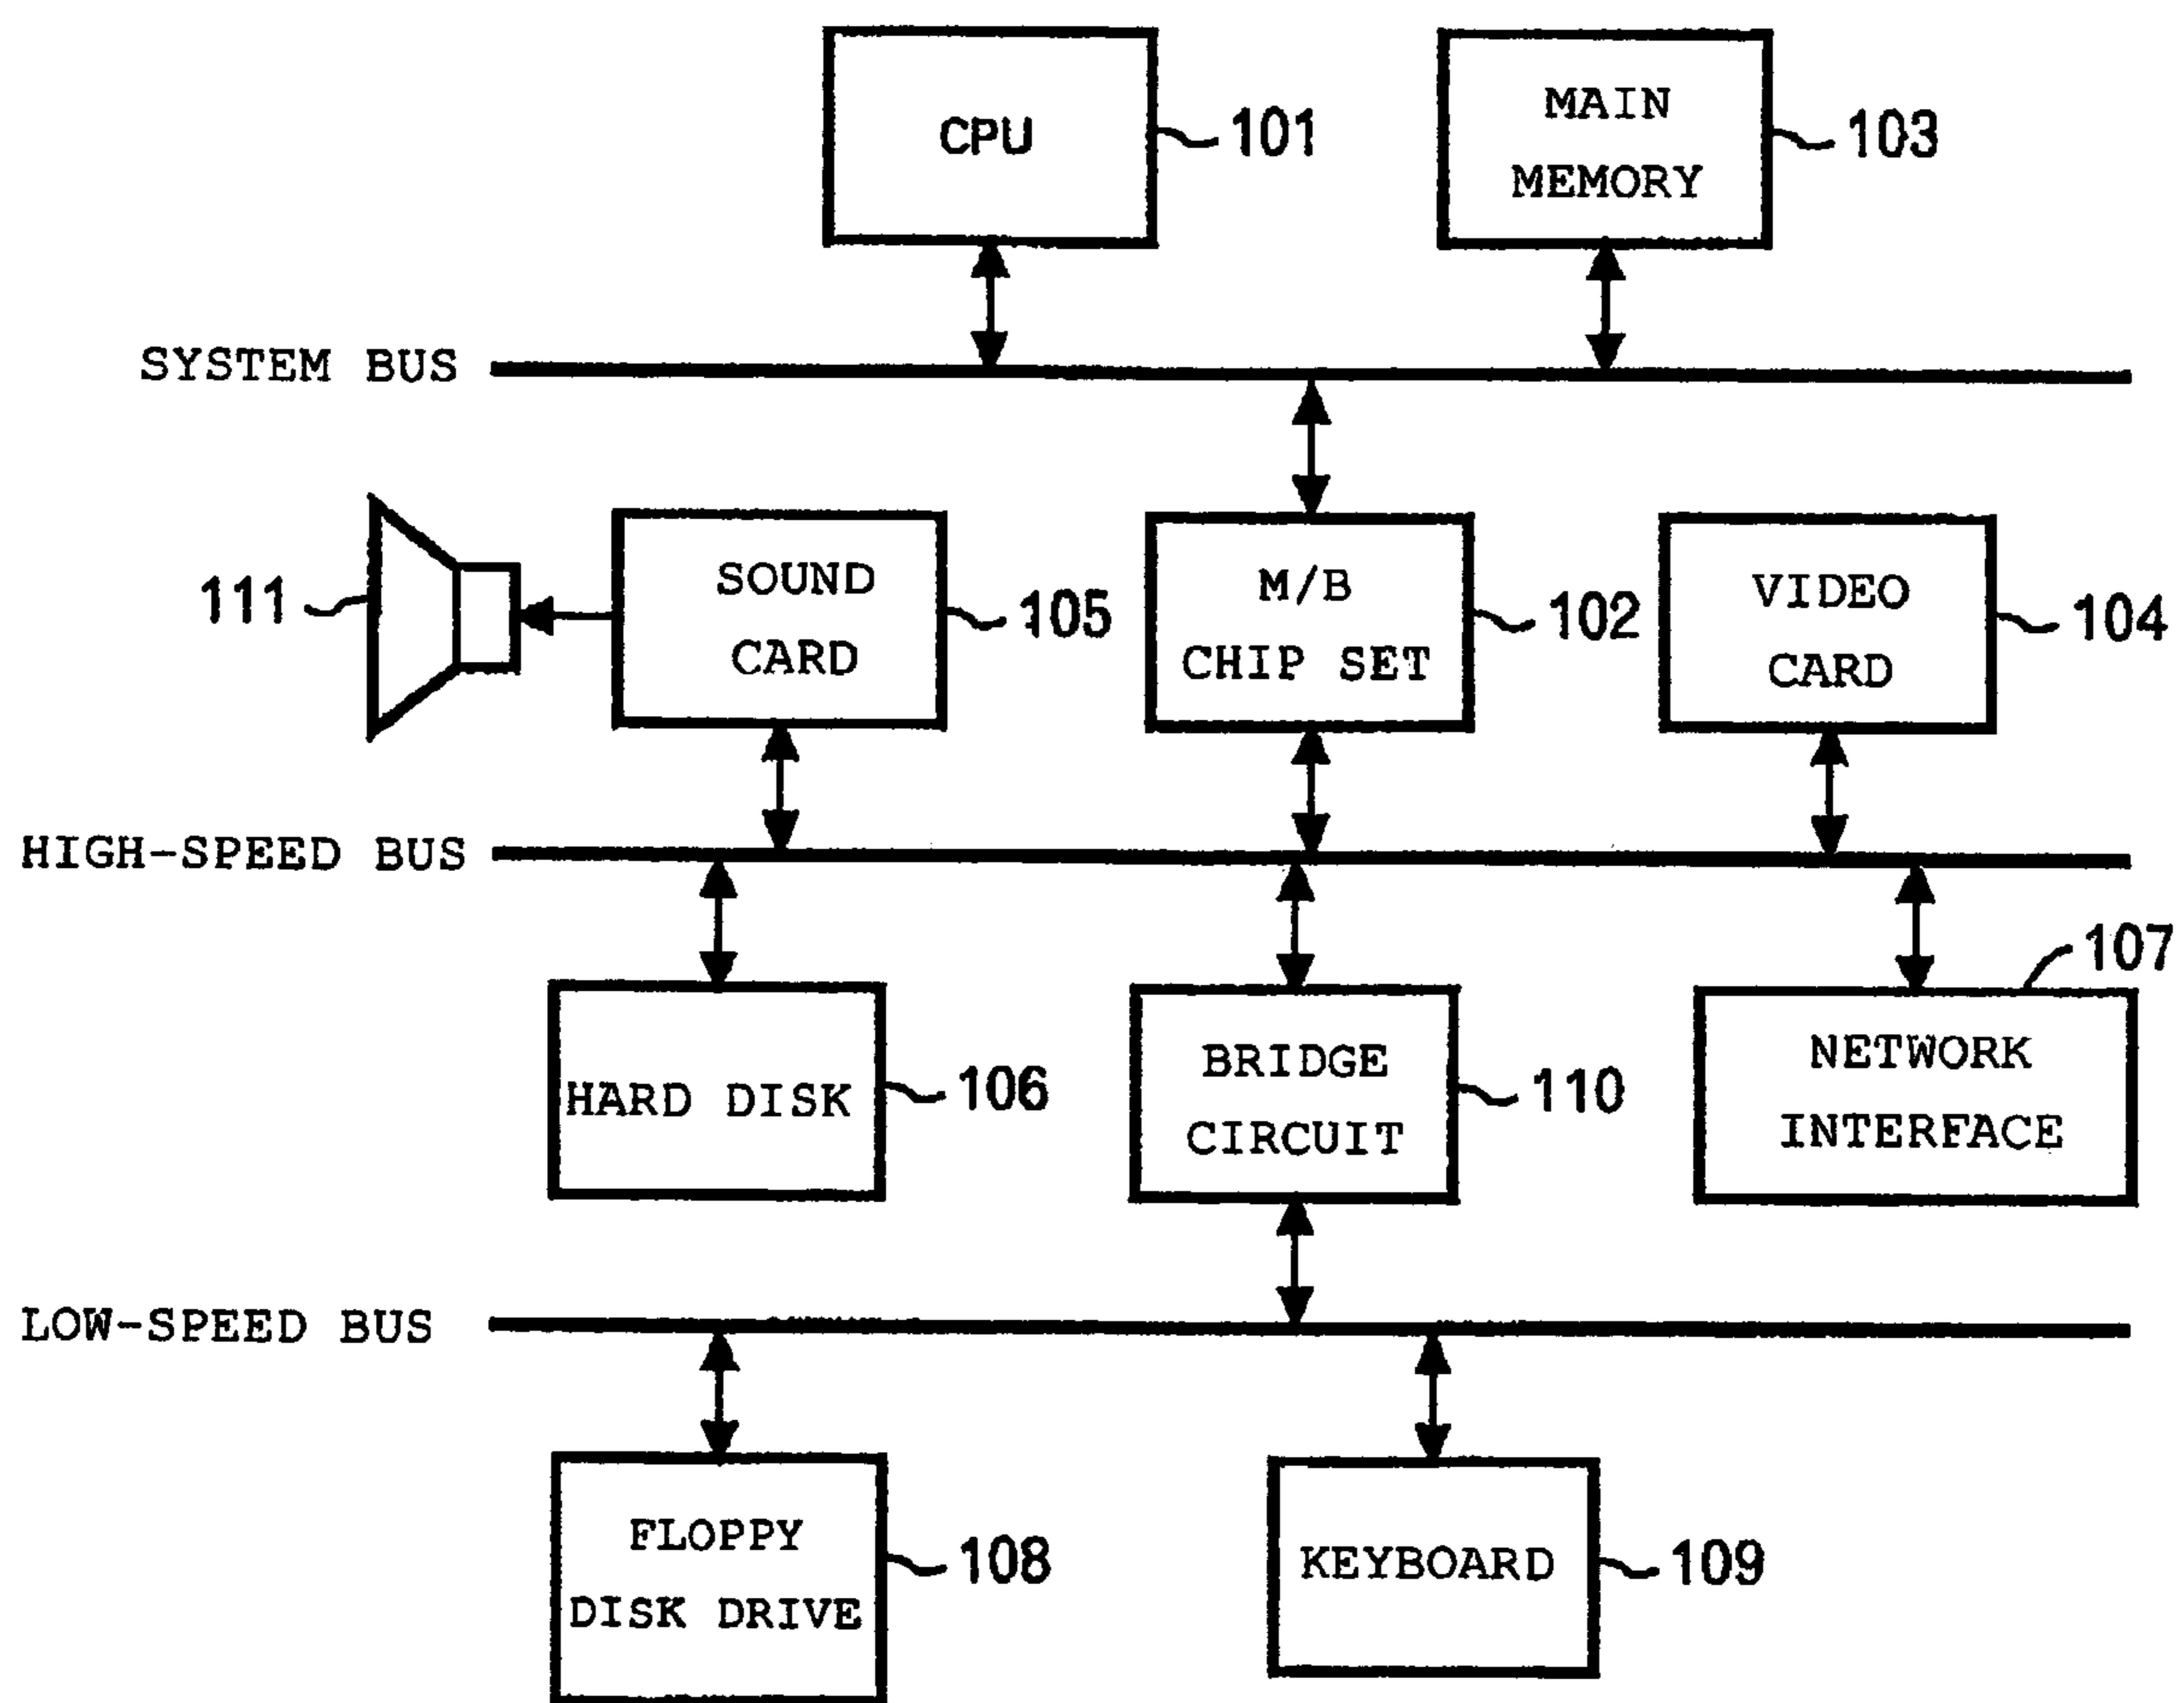 CPU
101
MAIN
MEMORY
103
SYSTEM BUS
111
SOUND
CARD
105
M/B
CHIP SET
102
VIDEO
CARD
104
HIGH-SPEED BUS
HARD DISK
106
BRIDGE
CIRCUIT
110
107
NETWORK
INTERFACE
LOW-SPEED BUS
FLOPPY
DISK DRIVE
108
KEYBOARD
109